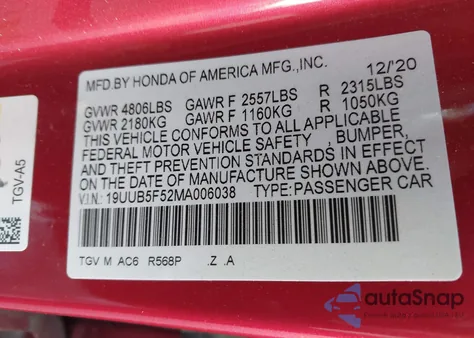 MFD.BY HONDA OF AMERICA MFG.,INC. 12/'20
GVWR 4806LBS GAWR F 2557LBS R 2315LBS
GVWR 2180KG GAWR F 1160KG R 1050KG
THIS VEHICLE CONFORMS TO ALL APPLICABLE
FEDERAL MOTOR VEHICLE SAFETY , BUMPER,
AND THEFT PREVENTION STANDARDS IN EFFECT
ON THE DATE OF MANUFACTURE SHOWN ABOVE
V.I.N.: 19UUB5F52MA006038 TYPE:PASSENGER CAR
TGV M AC6 R568P .Z .A
TGV-A5
autoSnap